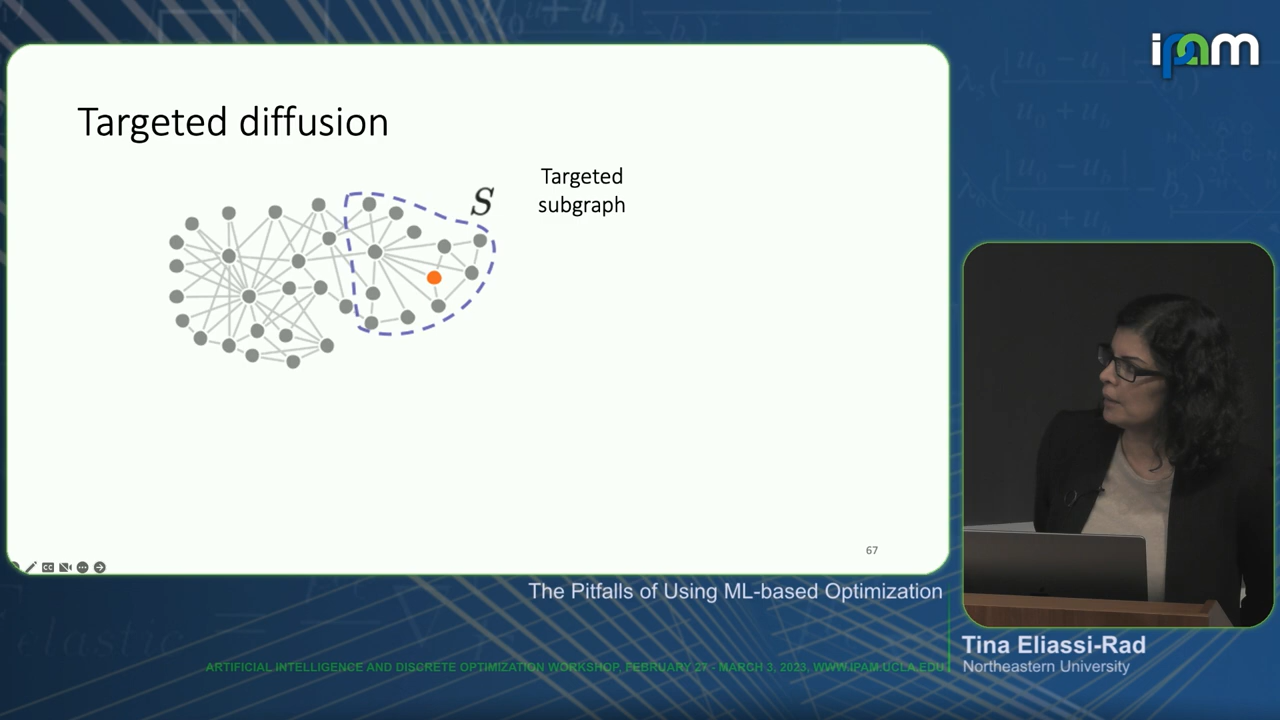 ipam
Targeted diffusion
S
Targeted
subgraph
67
The Pitfalls of Using ML-based Optimization
Tina Eliassi-Rad
Northeastern University
ARTIFICIAL INTELLIGENCE AND DISCRETE OPTIMIZATION WORKSHOP, FEBRUARY 27 - MARCH 3, 2023, WWW.IPAM.UCLA.EDU
elastic